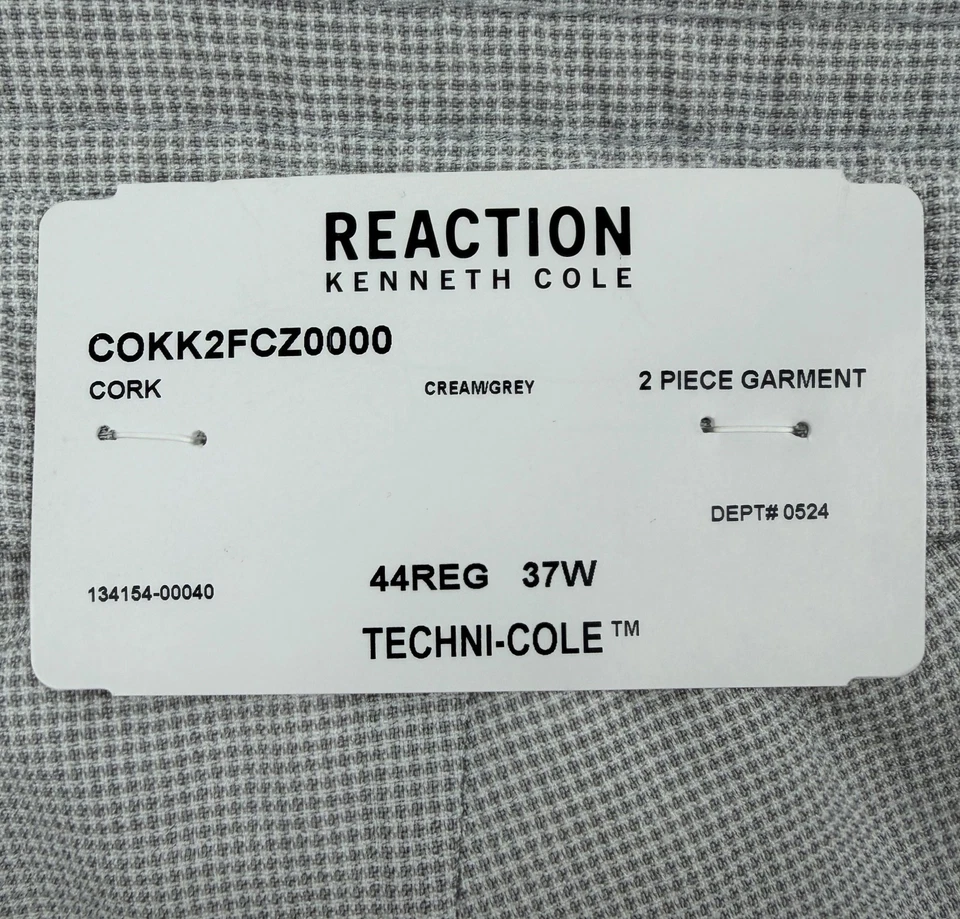 REACTION
KENNETH COLE
COKK2FCZ0000
CORK CREAM/GREY 2 PIECE GARMENT
DEPT# 0524
134154-00040 44REG 37W
TECHNI-COLE™